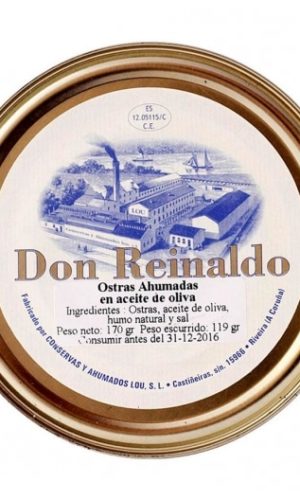 ES
12.05115/C
C.E.
LOU
Don Reinaldo
Ostras Ahumadas
en aceite de oliva
Ingredientes : Ostras, aceite de oliva,
humo natural y sal
Peso neto: 170 gr Peso escurrido: 119 gr
Consumir antes del 31-12-2016
Fabricado por CONSERVAS Y AHUMADOS LOU, S. L. - Castiñeiras, s/n. 15966 - Riveira (A Coruña)